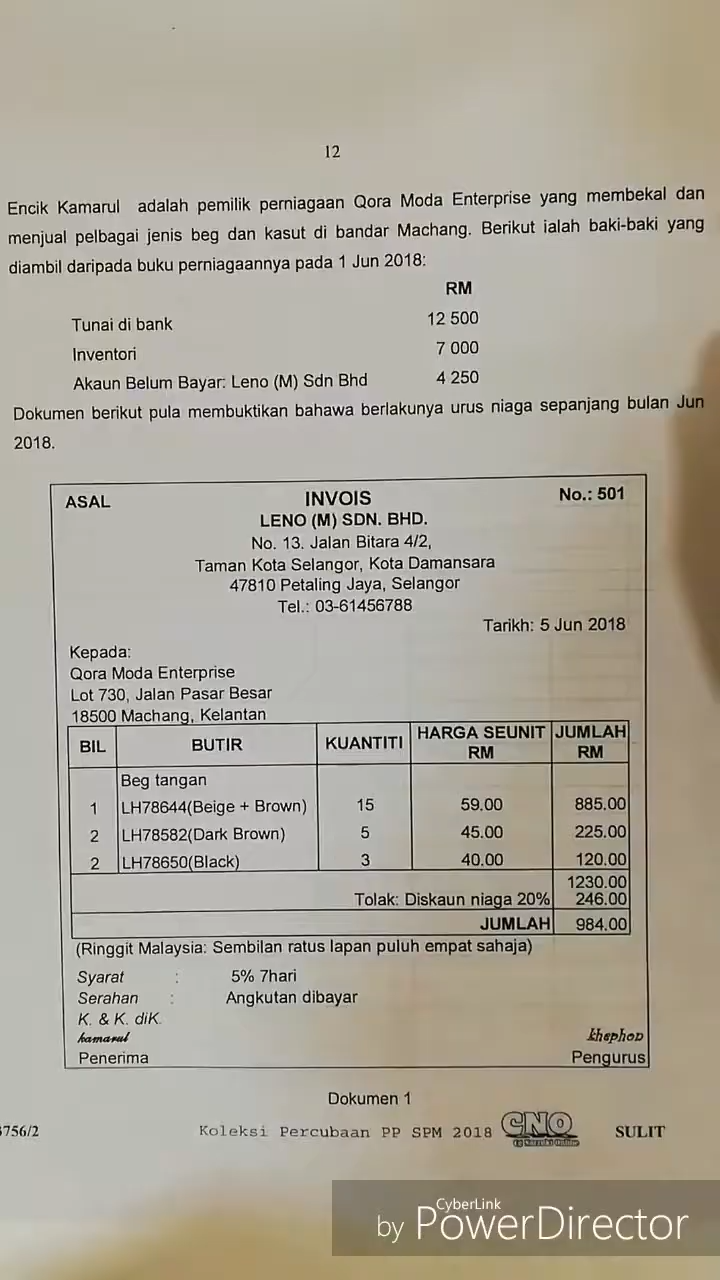 12
Encik Kamarul adalah pemilik perniagaan Qora Moda Enterprise yang membekal dan
menjual pelbagai jenis beg dan kasut di bandar Machang. Berikut ialah baki-baki yang
diambil daripada buku perniagaannya pada 1 Jun 2018:
RM
Tunai di bank 12 500
Inventori 7 000
Akaun Belum Bayar: Leno (M) Sdn Bhd 4 250
Dokumen berikut pula membuktikan bahawa berlakunya urus niaga sepanjang bulan Jun
2018.
ASAL INVOIS No.: 501
LENO (M) SDN. BHD.
No. 13. Jalan Bitara 4/2,
Taman Kota Selangor, Kota Damansara
47810 Petaling Jaya, Selangor
Tel.: 03-61456788
Tarikh: 5 Jun 2018
Kepada:
Qora Moda Enterprise
Lot 730, Jalan Pasar Besar
18500 Machang, Kelantan
BIL BUTIR KUANTITI HARGA SEUNIT RM JUMLAH RM
Beg tangan
1 LH78644(Beige + Brown) 15 59.00 885.00
2 LH78582(Dark Brown) 5 45.00 225.00
2 LH78650(Black) 3 40.00 120.00
1230.00
Tolak: Diskaun niaga 20% 246.00
JUMLAH 984.00
(Ringgit Malaysia: Sembilan ratus lapan puluh empat sahaja)
Syarat : 5% 7hari
Serahan : Angkutan dibayar
K. & K. diK.
kamarul khephop
Penerima Pengurus
Dokumen 1
3756/2 Koleksi Percubaan PP SPM 2018 CNO SULIT
CyberLink
by PowerDirector